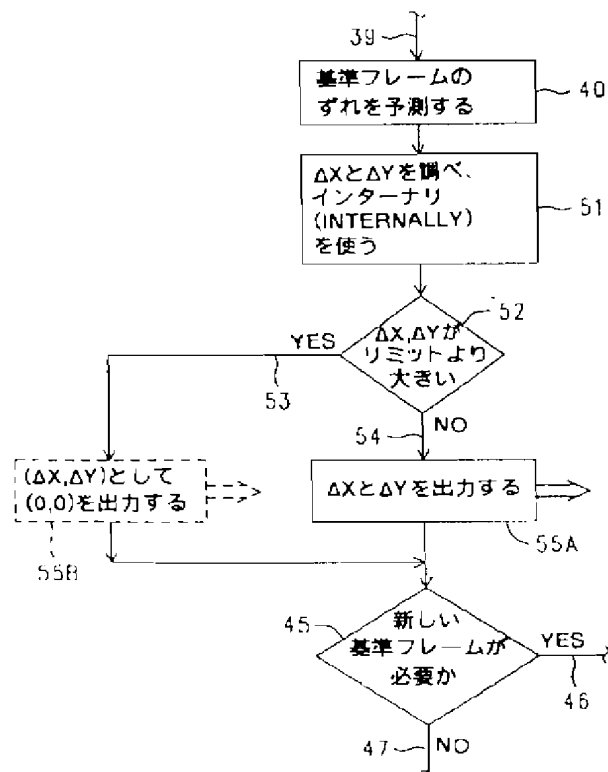 39
基準フレームの
ずれを予測する
40
ΔXとΔYを調べ、
インターナリ
(INTERNALLY)
を使う
51
52
ΔX,ΔYが
リミットより
大きい
YES
53
54
NO
(ΔX,ΔY)として
(0,0)を出力する
55B
ΔXとΔYを出力する
55A
45
新しい
基準フレームが
必要か
YES
46
47
NO